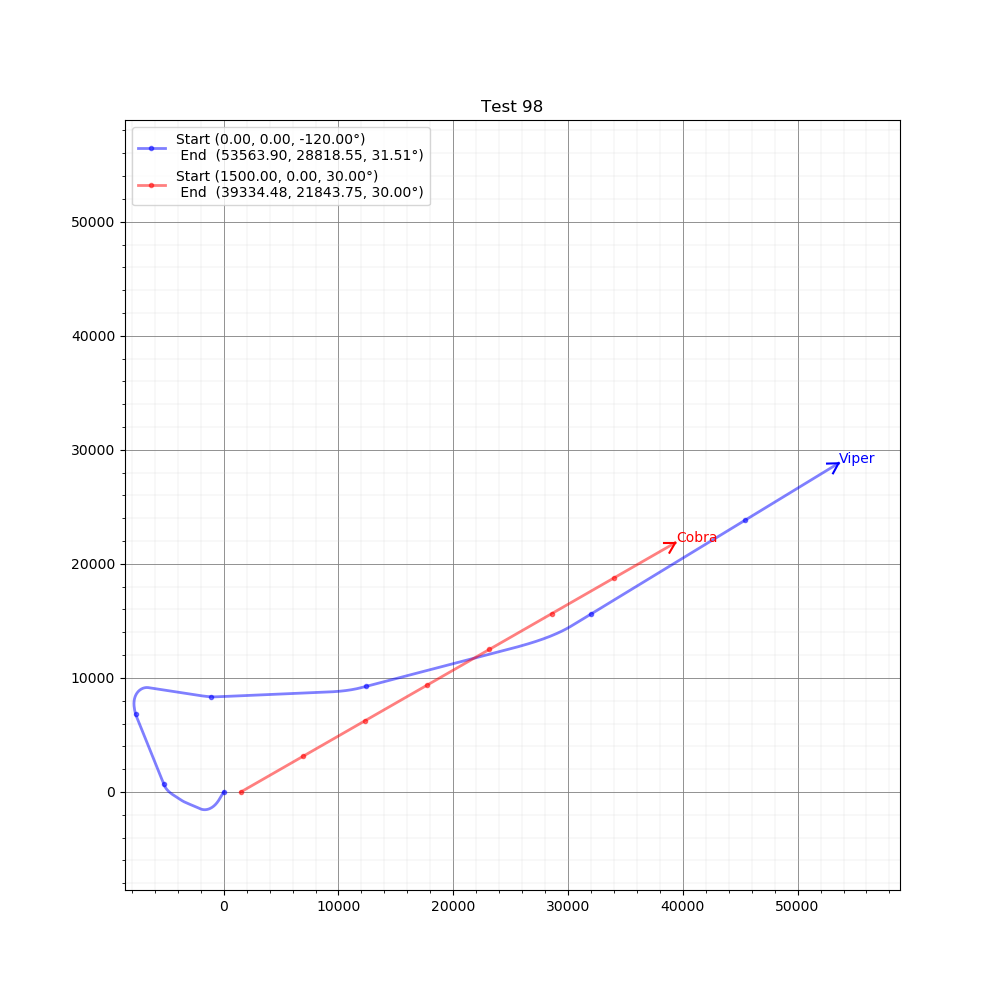 Test 98
Start (0.00, 0.00, -120.00°)
End  (53563.90, 28818.55, 31.51°)
Start (1500.00, 0.00, 30.00°)
End  (39334.48, 21843.75, 30.00°)
50000
40000
30000
20000
10000
0
Viper
Cobra
0
10000
20000
30000
40000
50000